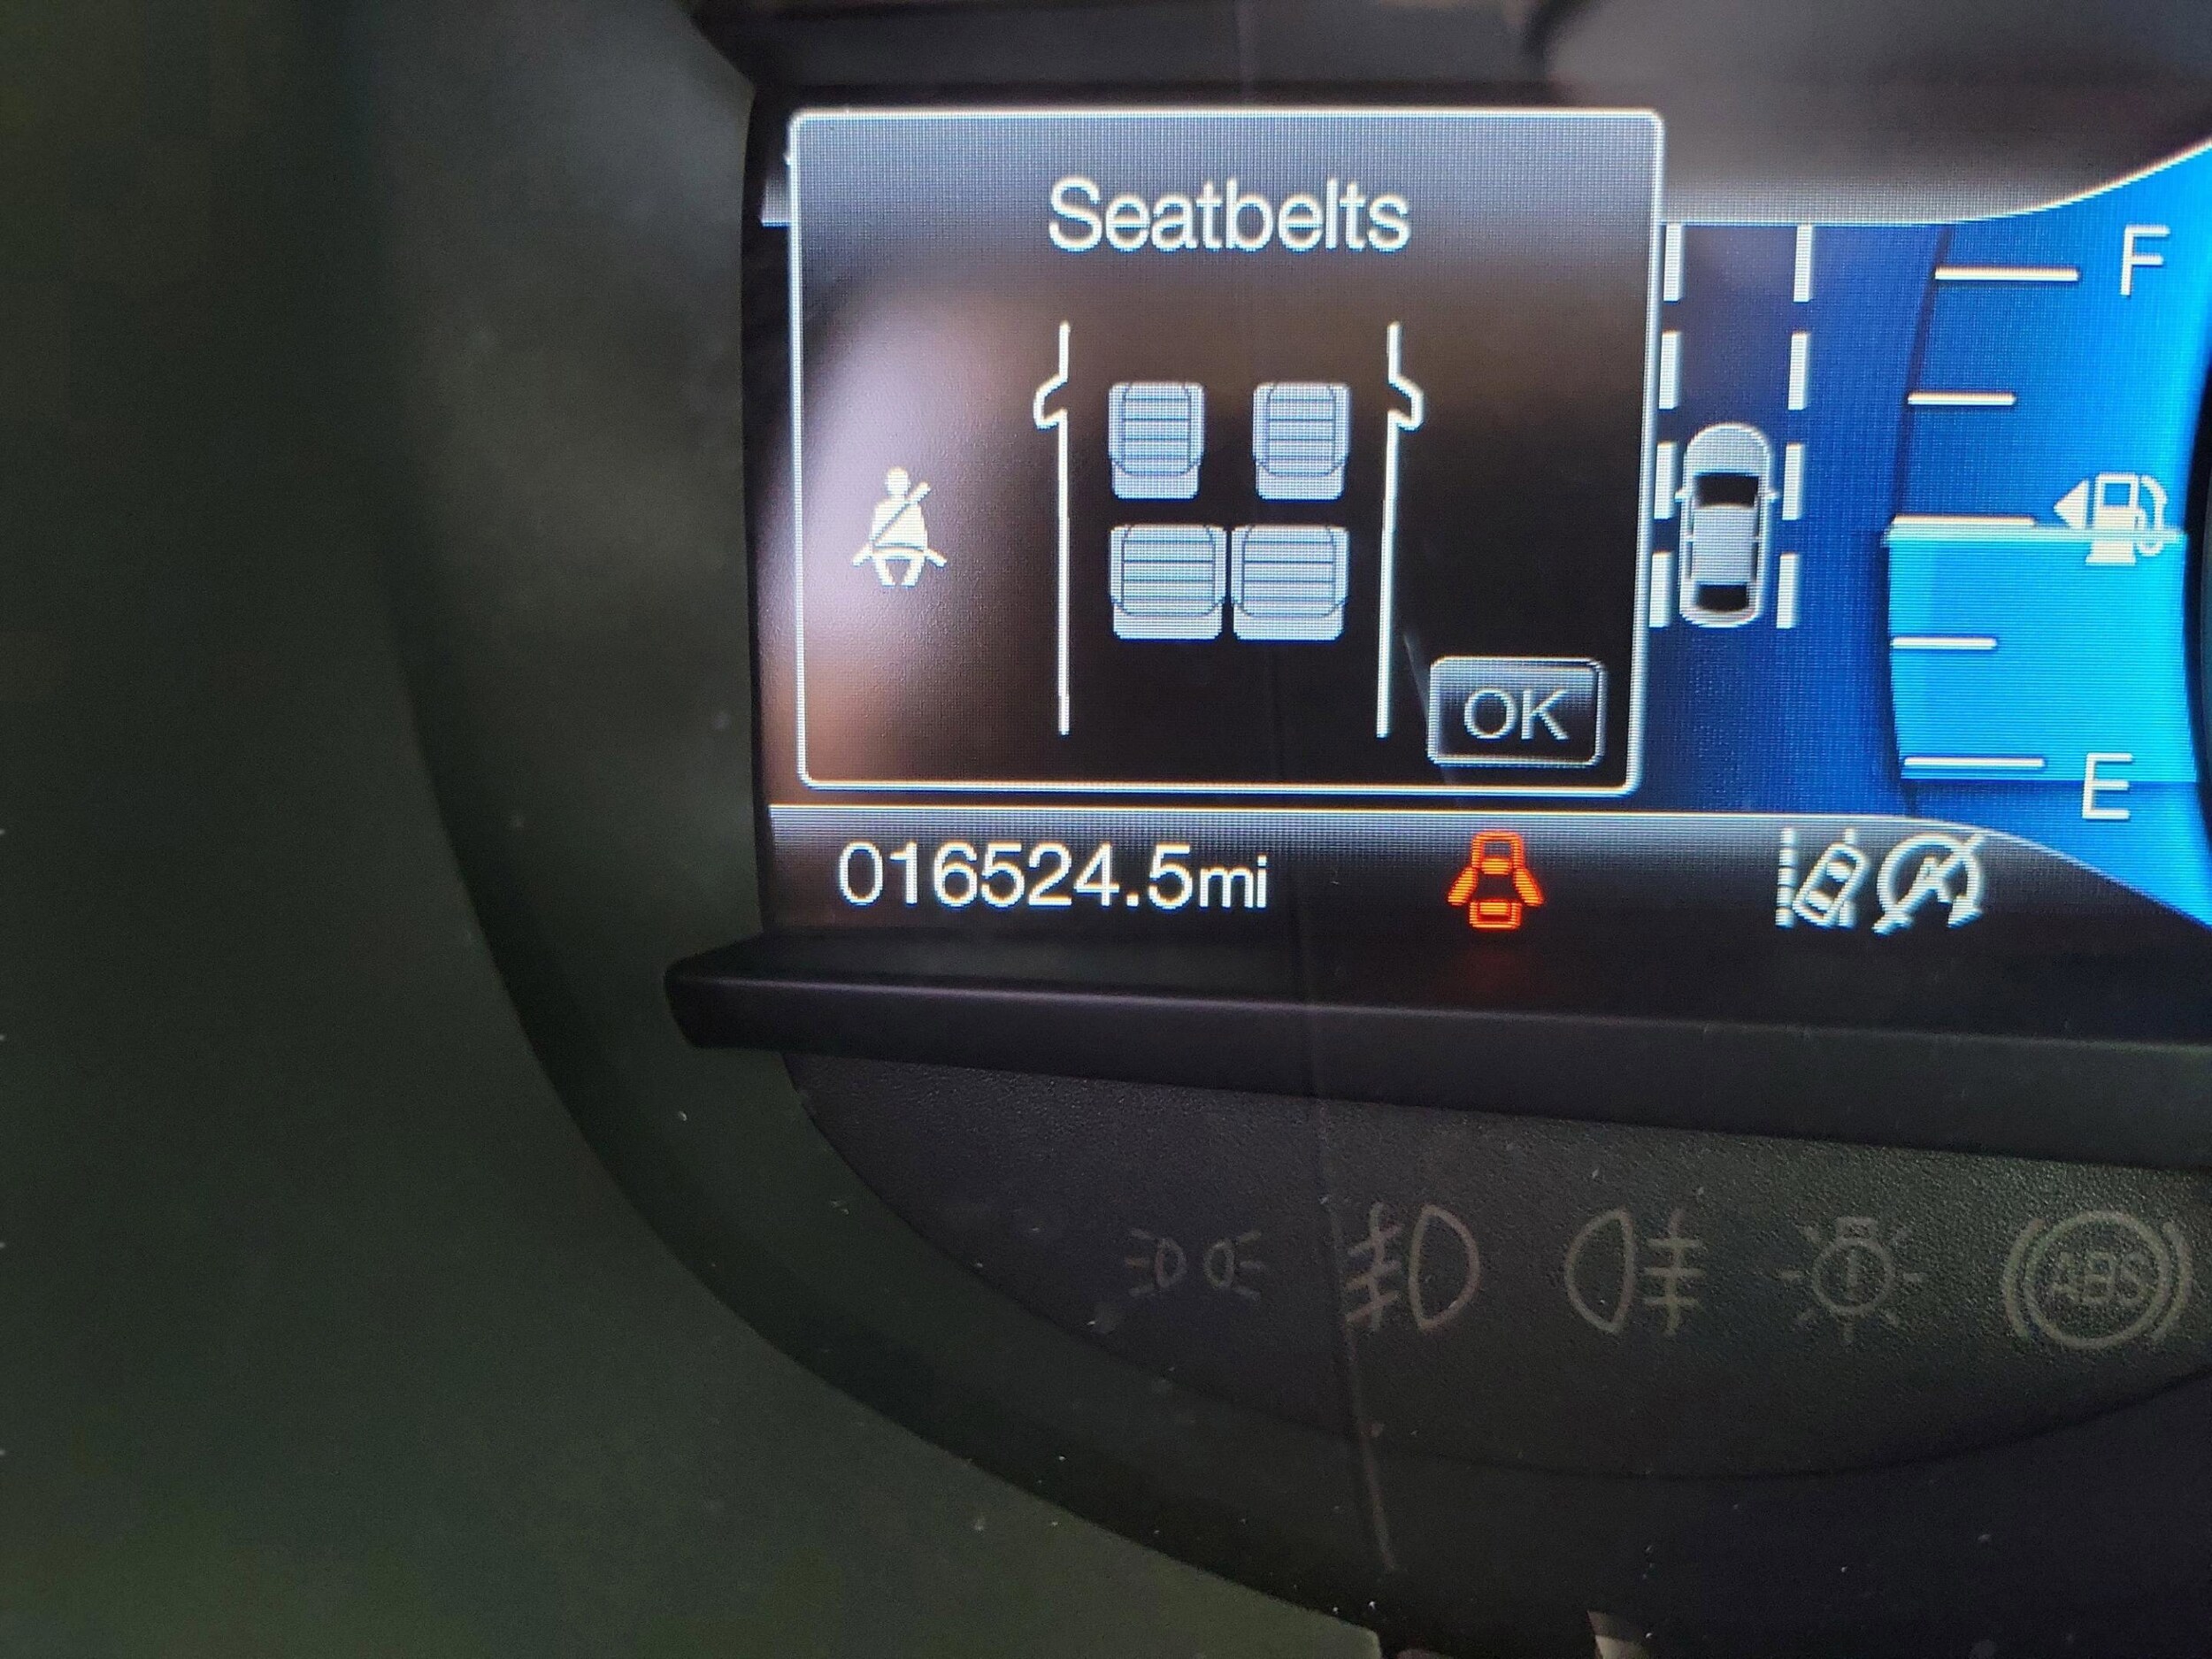 Seatbelts
F
OK
E
016524.5mi
A
ABS